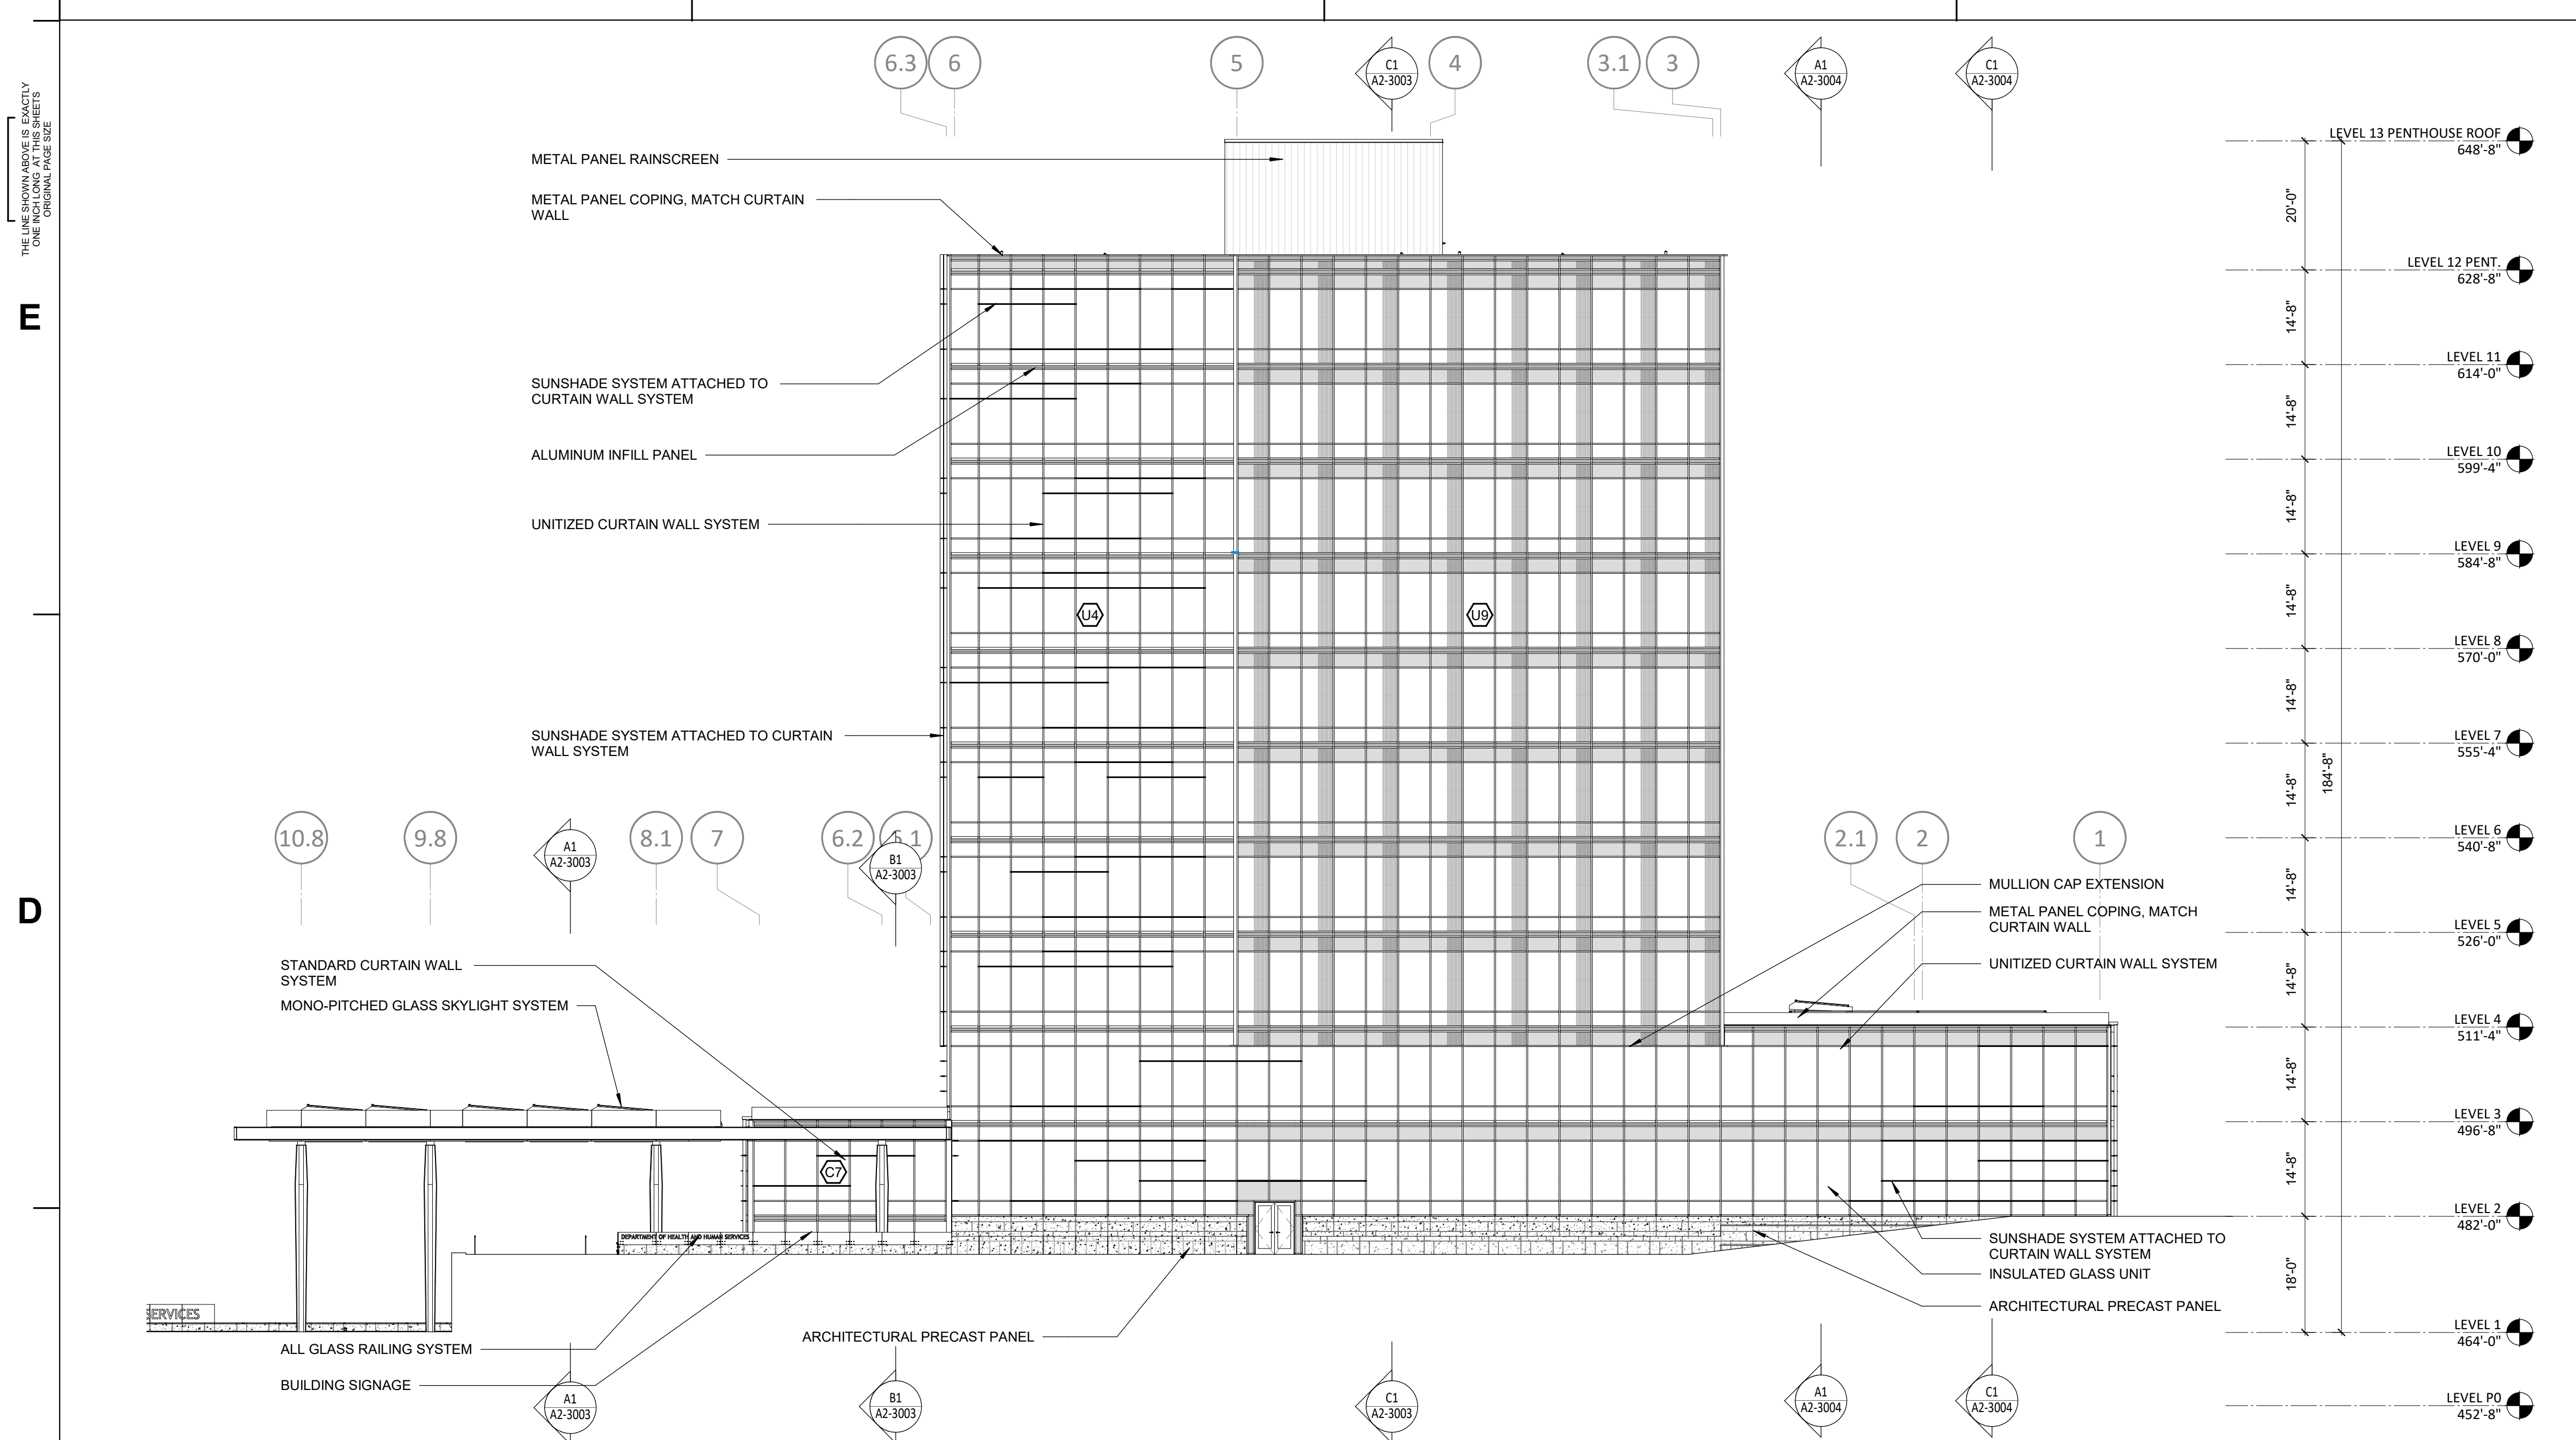 THE LINE SHOWN ABOVE IS EXACTLY
ONE INCH LONG AT THIS SHEETS
ORIGINAL PAGE SIZE
E
D
6.3
6
5
C1
A2-3003
4
3.1
3
A1
A2-3004
C1
A2-3004
METAL PANEL RAINSCREEN
METAL PANEL COPING, MATCH CURTAIN
WALL
SUNSHADE SYSTEM ATTACHED TO
CURTAIN WALL SYSTEM
ALUMINUM INFILL PANEL
UNITIZED CURTAIN WALL SYSTEM
U4
U9
SUNSHADE SYSTEM ATTACHED TO CURTAIN
WALL SYSTEM
10.8
9.8
A1
A2-3003
8.1
7
6.2
B1
A2-3003
2.1
2
1
STANDARD CURTAIN WALL
SYSTEM
MONO-PITCHED GLASS SKYLIGHT SYSTEM
C7
DEPARTMENT OF HEALTH AND HUMAN SERVICES
SERVICES
ALL GLASS RAILING SYSTEM
BUILDING SIGNAGE
ARCHITECTURAL PRECAST PANEL
MULLION CAP EXTENSION
METAL PANEL COPING, MATCH
CURTAIN WALL
UNITIZED CURTAIN WALL SYSTEM
SUNSHADE SYSTEM ATTACHED TO
CURTAIN WALL SYSTEM
INSULATED GLASS UNIT
ARCHITECTURAL PRECAST PANEL
A1
A2-3003
B1
A2-3003
C1
A2-3003
A1
A2-3004
C1
A2-3004
20'-0"
14'-8"
14'-8"
14'-8"
14'-8"
14'-8"
14'-8"
14'-8"
14'-8"
14'-8"
14'-8"
18'-0"
184'-8"
LEVEL 13 PENTHOUSE ROOF
648'-8"
LEVEL 12 PENT.
628'-8"
LEVEL 11
614'-0"
LEVEL 10
599'-4"
LEVEL 9
584'-8"
LEVEL 8
570'-0"
LEVEL 7
555'-4"
LEVEL 6
540'-8"
LEVEL 5
526'-0"
LEVEL 4
511'-4"
LEVEL 3
496'-8"
LEVEL 2
482'-0"
LEVEL 1
464'-0"
LEVEL P0
452'-8"